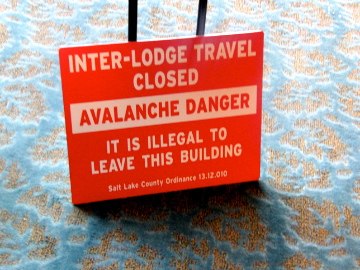 INTER-LODGE TRAVEL
CLOSED
AVALANCHE DANGER
IT IS ILLEGAL TO
LEAVE THIS BUILDING
Salt Lake County Ordinance 13.12.010